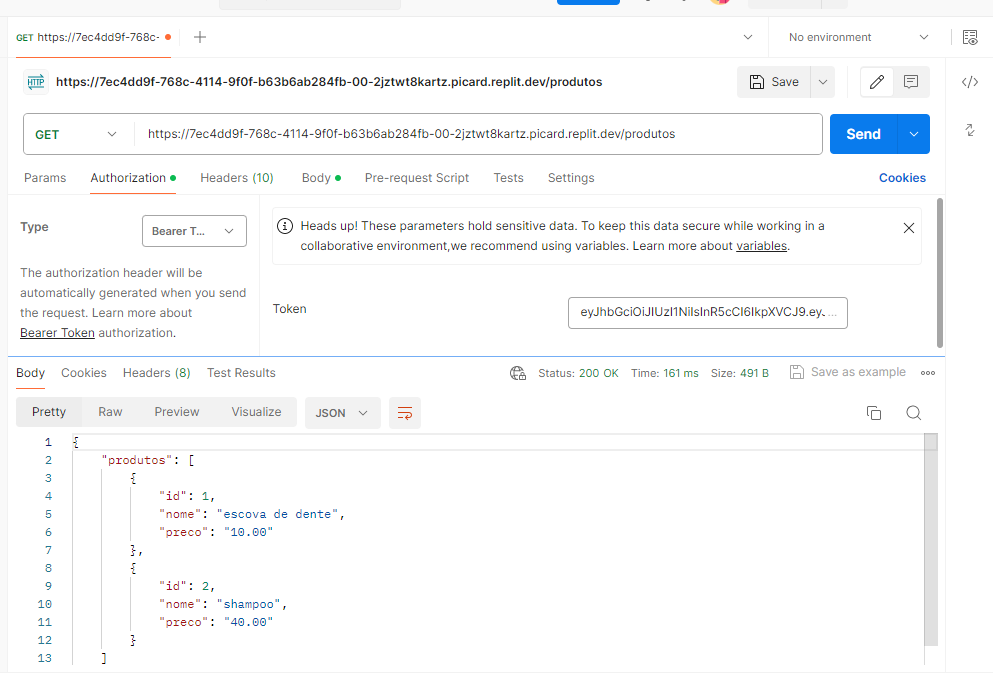 GET https://7ec4dd9f-768c-
No environment
HTTP https://7ec4dd9f-768c-4114-9f0f-b63b6ab284fb-00-2jztwt8kartz.picard.replit.dev/produtos
Save
GET https://7ec4dd9f-768c-4114-9f0f-b63b6ab284fb-00-2jztwt8kartz.picard.replit.dev/produtos
Send
Params Authorization Headers (10) Body Pre-request Script Tests Settings Cookies
Type Bearer T...
The authorization header will be
automatically generated when you send
the request. Learn more about
Bearer Token authorization.
Heads up! These parameters hold sensitive data. To keep this data secure while working in a
collaborative environment,we recommend using variables. Learn more about variables.
Token
eyJhbGciOiJIUzI1NiIsInR5cCI6IkpXVCJ9.ey. ...
Body Cookies Headers (8) Test Results Status: 200 OK Time: 161 ms Size: 491 B Save as example
Pretty Raw Preview Visualize JSON
1 {
2 "produtos": [
3 {
4 "id": 1,
5 "nome": "escova de dente",
6 "preco": "10.00"
7 },
8 {
9 "id": 2,
10 "nome": "shampoo",
11 "preco": "40.00"
12 }
13 ]